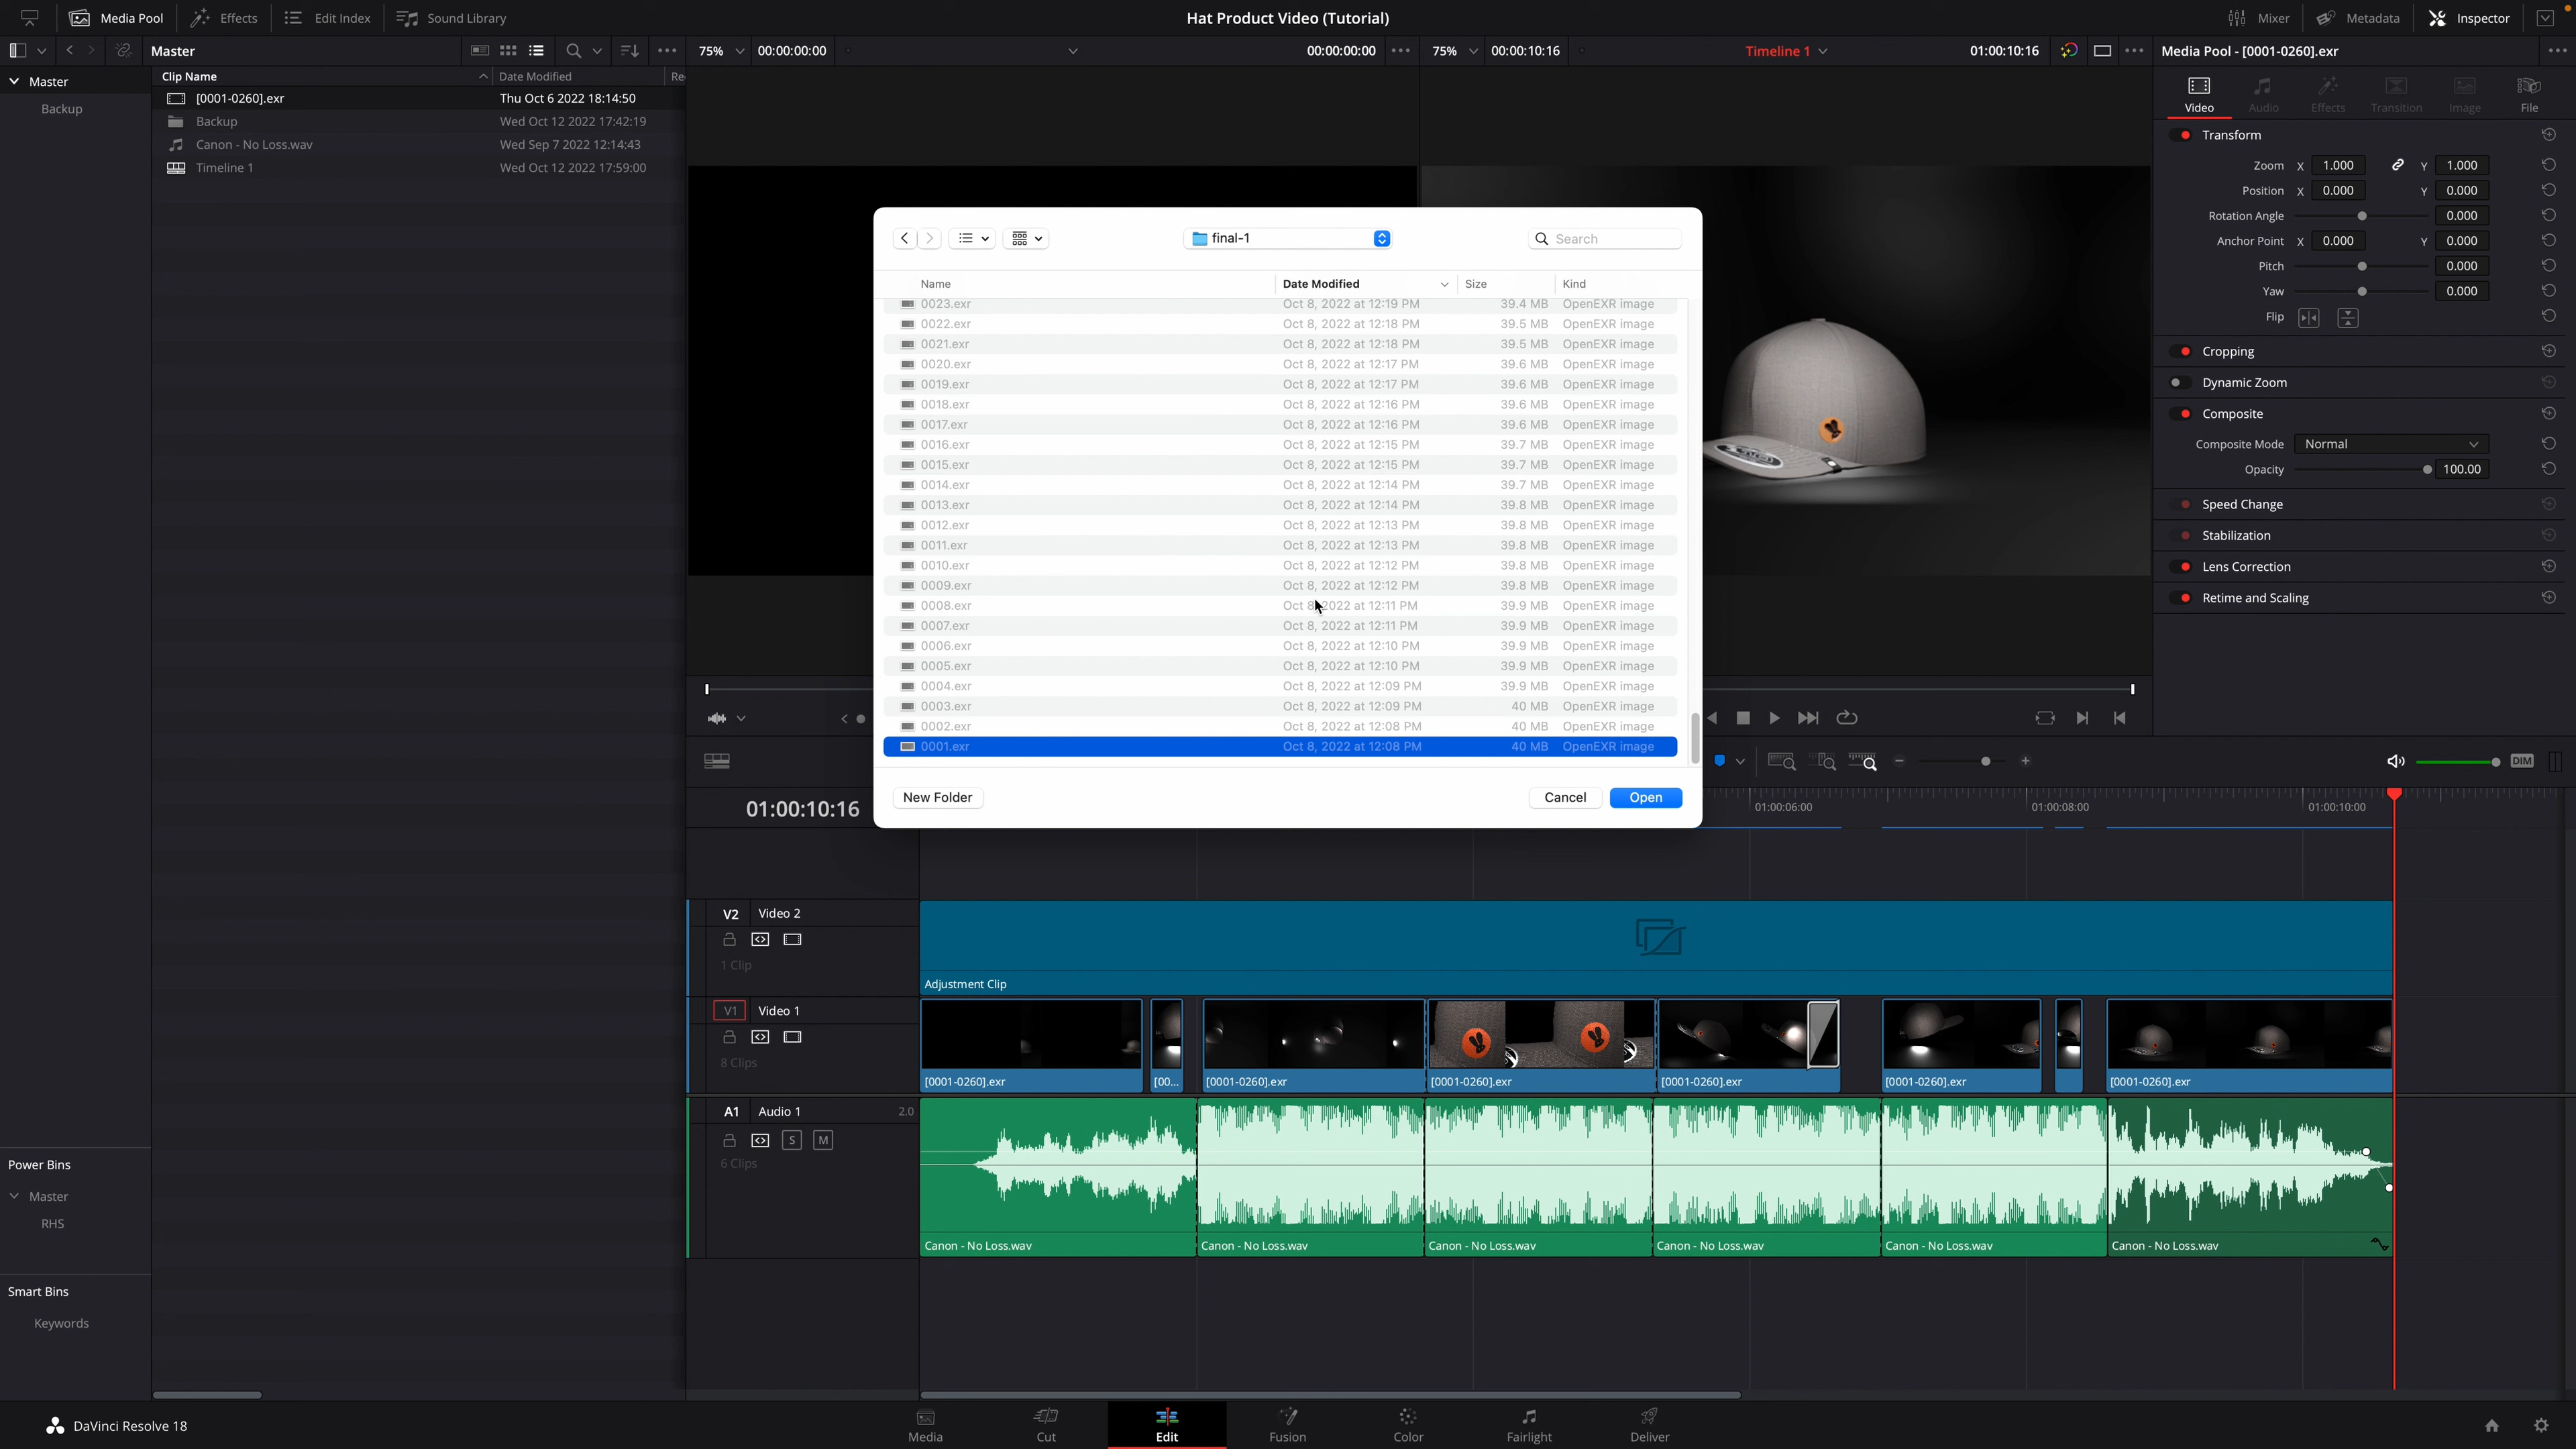 Media Pool Effects Edit Index Sound Library Hat Product Video (Tutorial) Mixer Metadata Inspector
Master 75% 00:00:00:00 00:00:00:00 75% 00:00:10:16 Timeline 1 01:00:10:16 Media Pool - [0001-0260].exr
Master
Backup
Clip Name Date Modified Re
[0001-0260].exr Thu Oct 6 2022 18:14:50
Backup Wed Oct 12 2022 17:42:19
Canon - No Loss.wav Wed Sep 7 2022 12:14:43
Timeline 1 Wed Oct 12 2022 17:59:00
final-1 Search
Name Date Modified Size Kind
0023.exr Oct 8, 2022 at 12:19 PM 39.4 MB OpenEXR image
0022.exr Oct 8, 2022 at 12:18 PM 39.5 MB OpenEXR image
0021.exr Oct 8, 2022 at 12:18 PM 39.5 MB OpenEXR image
0020.exr Oct 8, 2022 at 12:17 PM 39.6 MB OpenEXR image
0019.exr Oct 8, 2022 at 12:17 PM 39.6 MB OpenEXR image
0018.exr Oct 8, 2022 at 12:16 PM 39.6 MB OpenEXR image
0017.exr Oct 8, 2022 at 12:16 PM 39.6 MB OpenEXR image
0016.exr Oct 8, 2022 at 12:15 PM 39.7 MB OpenEXR image
0015.exr Oct 8, 2022 at 12:15 PM 39.7 MB OpenEXR image
0014.exr Oct 8, 2022 at 12:14 PM 39.7 MB OpenEXR image
0013.exr Oct 8, 2022 at 12:14 PM 39.8 MB OpenEXR image
0012.exr Oct 8, 2022 at 12:13 PM 39.8 MB OpenEXR image
0011.exr Oct 8, 2022 at 12:13 PM 39.8 MB OpenEXR image
0010.exr Oct 8, 2022 at 12:12 PM 39.8 MB OpenEXR image
0009.exr Oct 8, 2022 at 12:12 PM 39.8 MB OpenEXR image
0008.exr Oct 8, 2022 at 12:11 PM 39.9 MB OpenEXR image
0007.exr Oct 8, 2022 at 12:11 PM 39.9 MB OpenEXR image
0006.exr Oct 8, 2022 at 12:10 PM 39.9 MB OpenEXR image
0005.exr Oct 8, 2022 at 12:10 PM 39.9 MB OpenEXR image
0004.exr Oct 8, 2022 at 12:09 PM 39.9 MB OpenEXR image
0003.exr Oct 8, 2022 at 12:09 PM 40 MB OpenEXR image
0002.exr Oct 8, 2022 at 12:08 PM 40 MB OpenEXR image
0001.exr Oct 8, 2022 at 12:08 PM 40 MB OpenEXR image
New Folder Cancel Open
Video Audio Effects Transition Image File
Transform
Zoom X 1.000 Y 1.000
Position X 0.000 Y 0.000
Rotation Angle 0.000
Anchor Point X 0.000 Y 0.000
Pitch 0.000
Yaw 0.000
Flip
Cropping
Dynamic Zoom
Composite
Composite Mode Normal
Opacity 100.00
Speed Change
Stabilization
Lens Correction
Retime and Scaling
DIM
01:00:10:16 01:00:06:00 01:00:08:00 01:00:10:00
V2 Video 2
1 Clip
Adjustment Clip
V1 Video 1
8 Clips
[0001-0260].exr [00... [0001-0260].exr [0001-0260].exr [0001-0260].exr [0001-0260].exr [0001-0260].exr
A1 Audio 1 2.0
S M
6 Clips
Canon - No Loss.wav Canon - No Loss.wav Canon - No Loss.wav Canon - No Loss.wav Canon - No Loss.wav Canon - No Loss.wav
Power Bins
Master
RHS
Smart Bins
Keywords
DaVinci Resolve 18 Media Cut Edit Fusion Color Fairlight Deliver